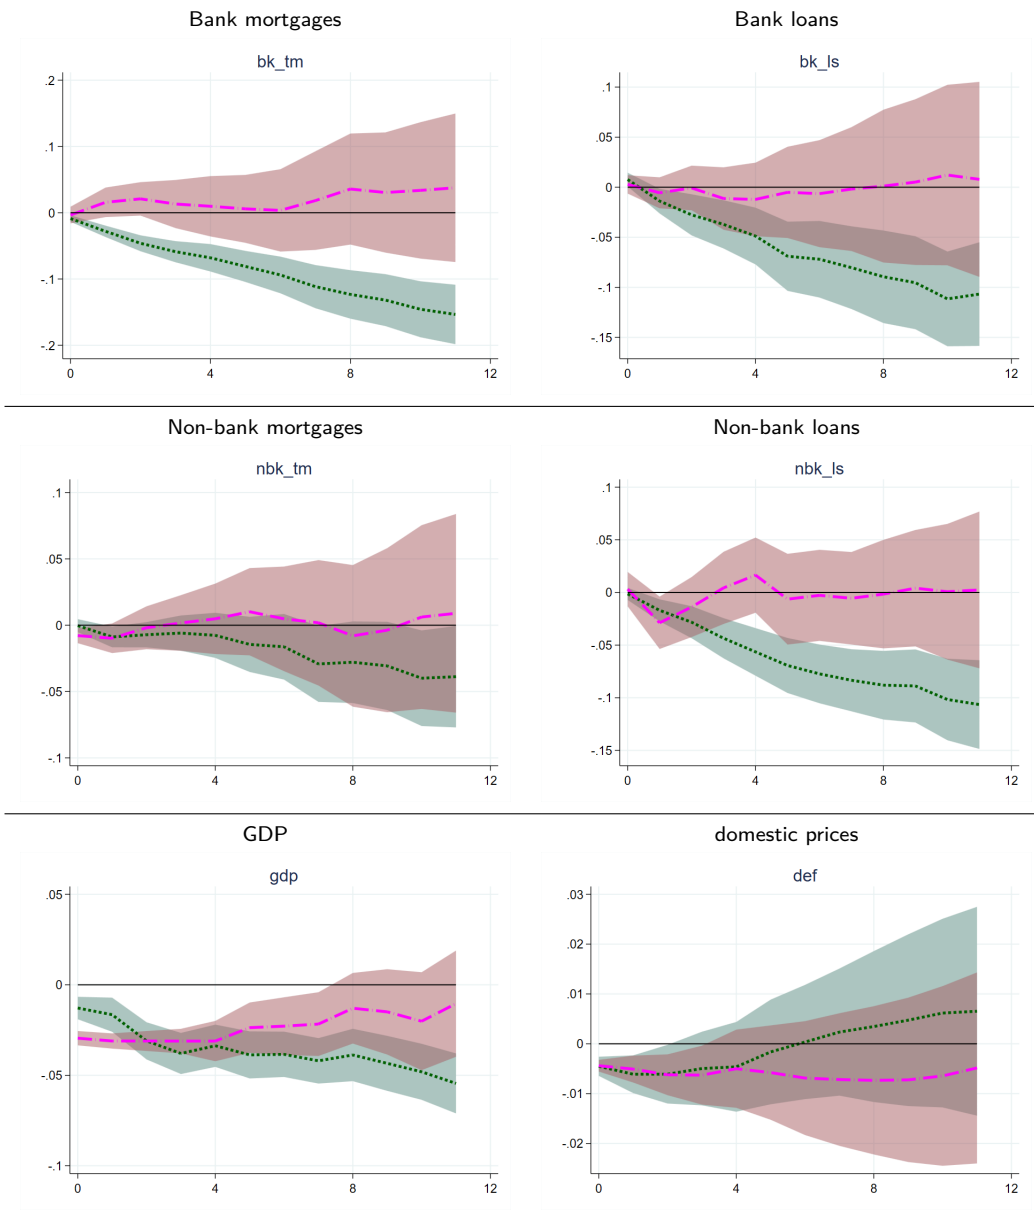 Bank mortgages
Bank loans
bk_tm
bk_ls
.2
.1
0
-.1
-.2
0 4 8 12
.1
.05
0
-.05
-.1
-.15
0 4 8 12
Non-bank mortgages
Non-bank loans
nbk_tm
nbk_ls
.1
.05
0
-.05
-.1
0 4 8 12
.1
.05
0
-.05
-.1
-.15
0 4 8 12
GDP
domestic prices
gdp
def
.05
0
-.05
-.1
0 4 8 12
.03
.02
.01
0
-.01
-.02
0 4 8 12